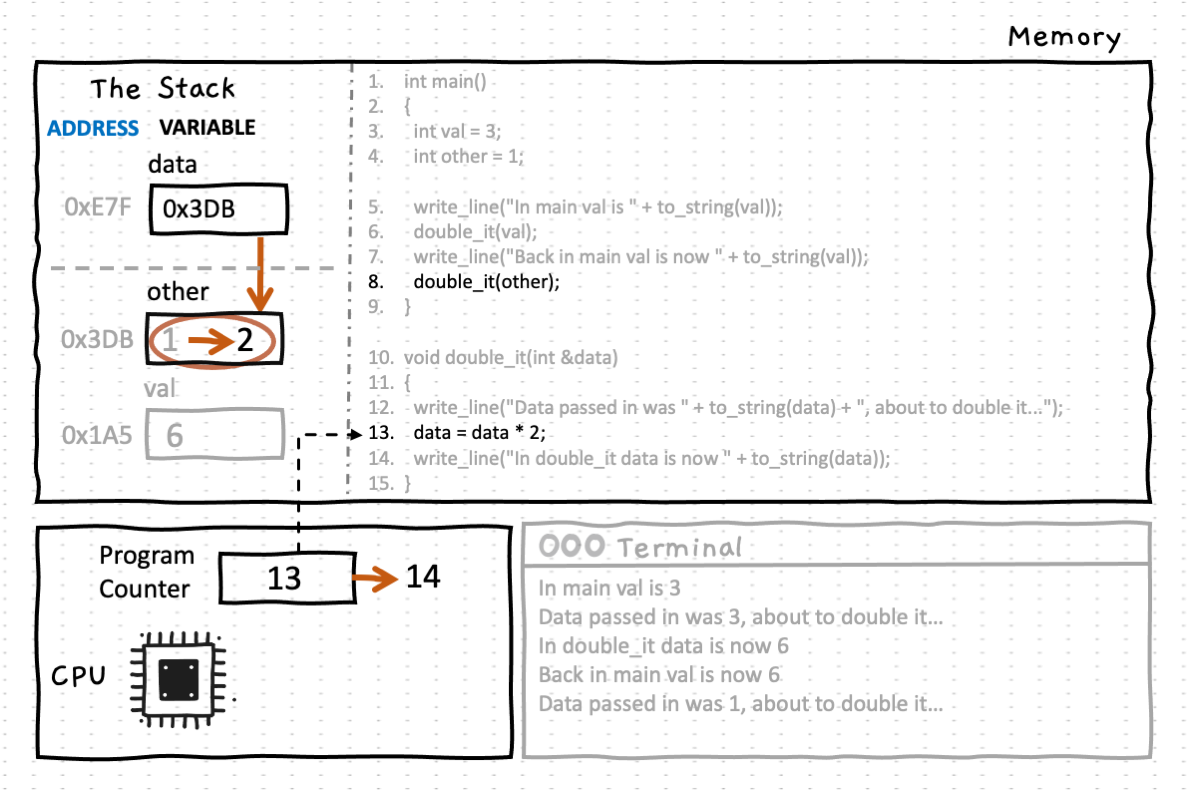 Memory
The Stack
ADDRESS VARIABLE
data
0xE7F 0x3DB
other
0x3DB 1 2
val
0x1A5 6
1. int main()
2. {
3. int val = 3;
4. int other = 1;
5. write_line("In main val is " + to_string(val));
6. double_it(val);
7. write_line("Back in main val is now " + to_string(val));
8. double_it(other);
9. }
10. void double_it(int &data)
11. {
12. write_line("Data passed in was " + to_string(data) + ", about to double it...");
13. data = data * 2;
14. write_line("In double_it data is now " + to_string(data));
15. }
Program
Counter
13 14
CPU
Terminal
In main val is 3
Data passed in was 3, about to double it...
In double_it data is now 6
Back in main val is now 6
Data passed in was 1, about to double it...